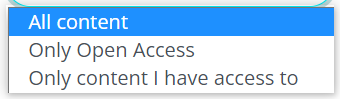 All content
Only Open Access
Only content I have access to